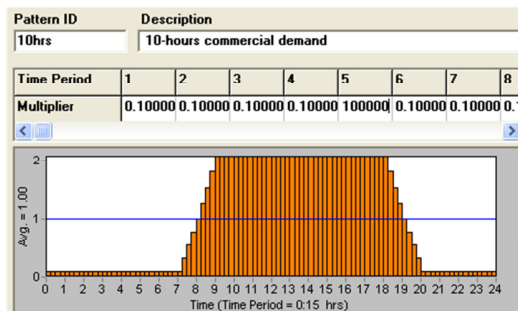 Pattern ID Description
10hrs 10-hours commercial demand
Time Period 1 2 3 4 5 6 7 8
Multiplier 0.10000 0.10000 0.10000 0.10000 100000 0.10000 0.10000 0.1
2
1
0
Avg. = 1.00
0 1 2 3 4 5 6 7 8 9 10 11 12 13 14 15 16 17 18 19 20 21 22 23 24
Time (Time Period = 0:15 hrs)